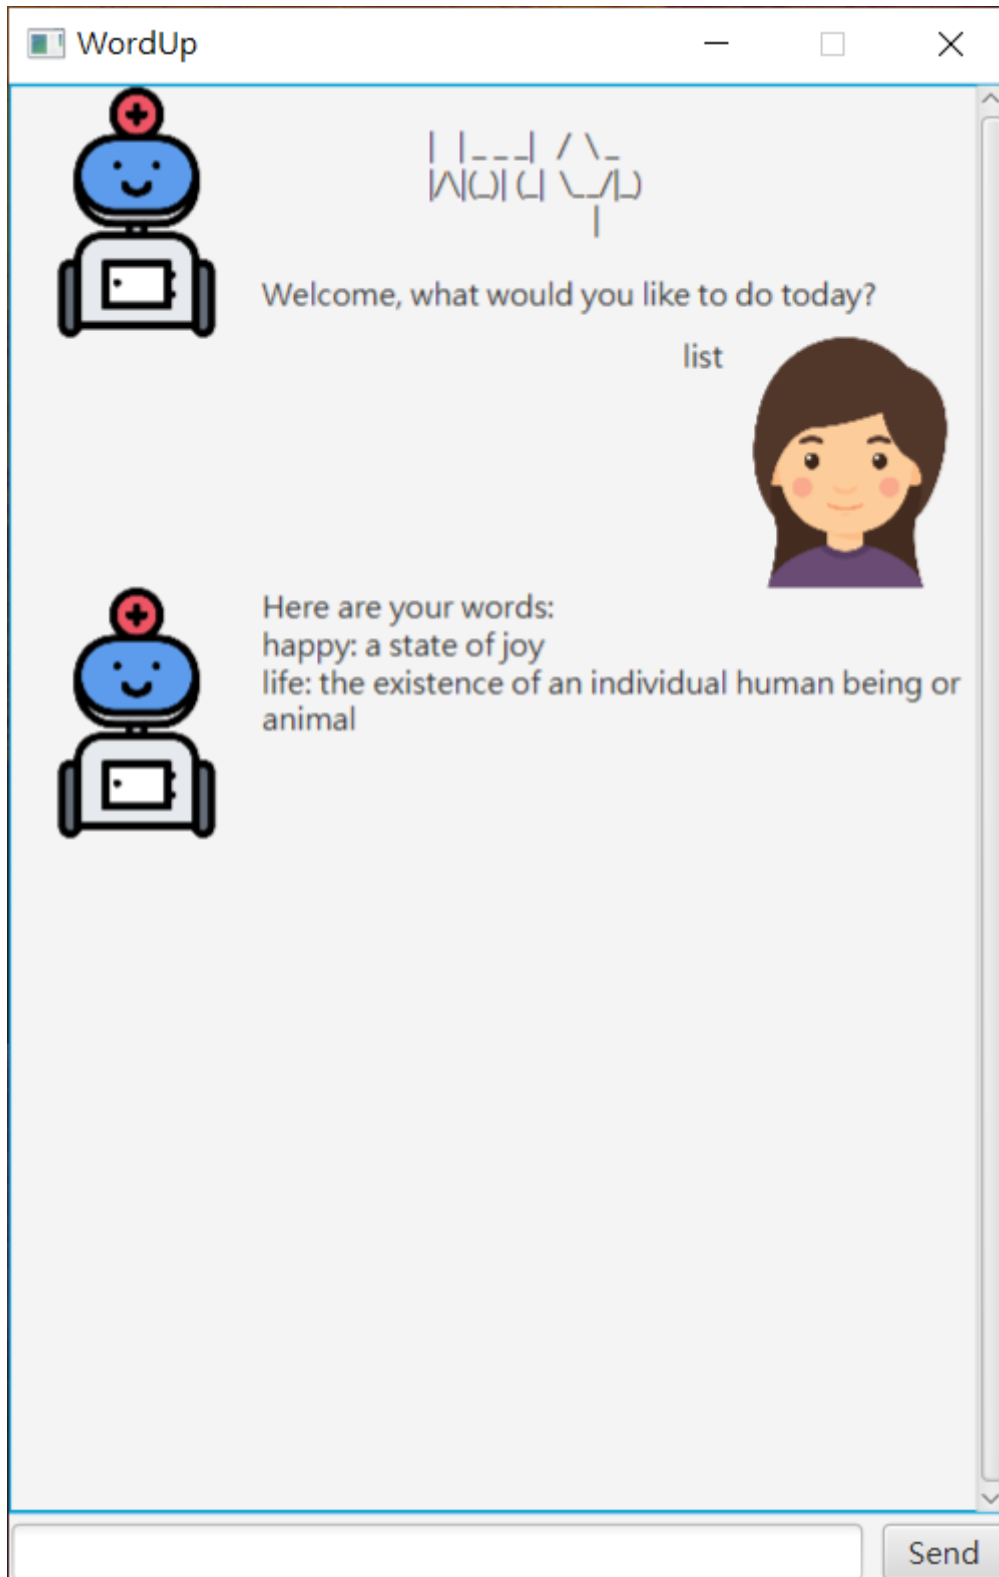 WordUp
|   | _ _ _|   /  \ _
|/\|(_)| (_|  \__/|_)
|
Welcome, what would you like to do today?
list
Here are your words:
happy: a state of joy
life: the existence of an individual human being or
animal
Send